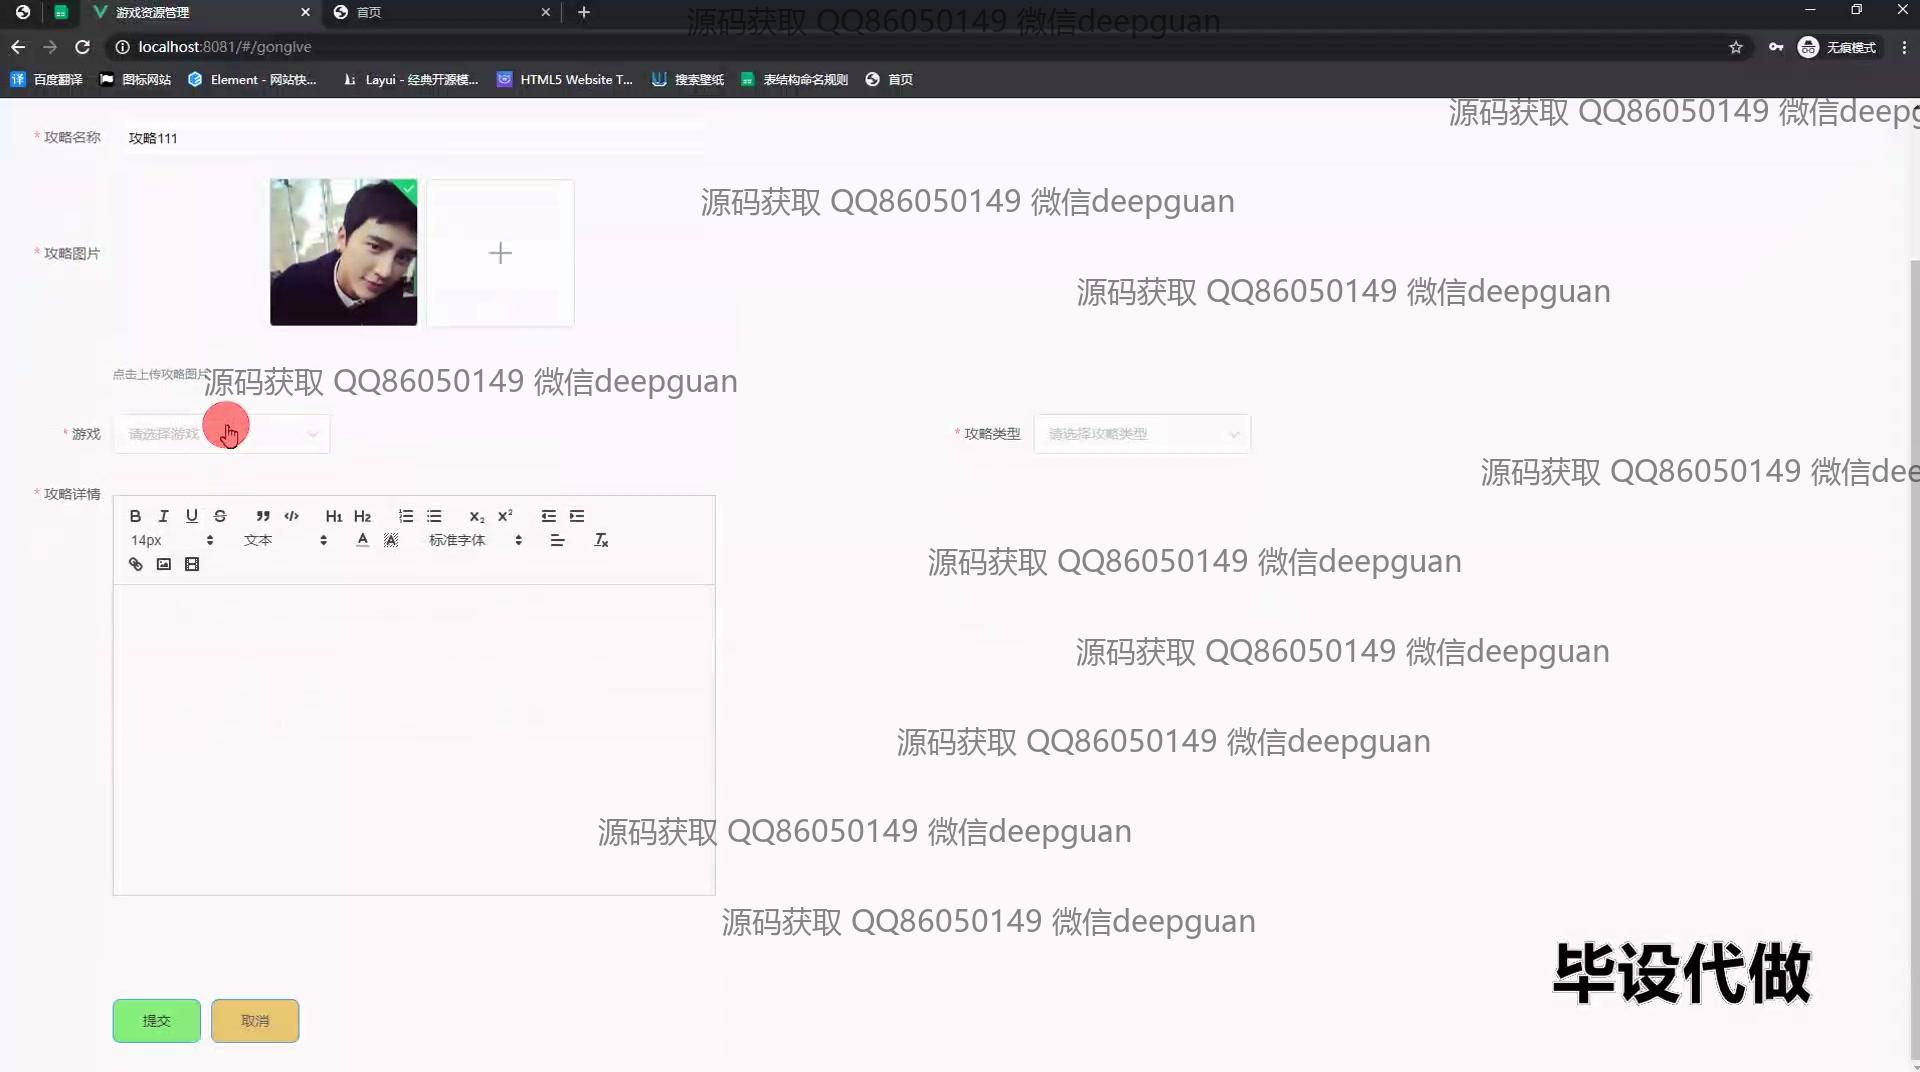 游戏资源管理
首页
源码获取 QQ86050149 微信deepguan
localhost:8081/#/gonglve
无痕模式
百度翻译
图标网站
Element - 网站快...
Layui - 经典开源模...
HTML5 Website T...
搜索壁纸
表结构命名规则
首页
源码获取 QQ86050149 微信deepg
* 攻略名称
攻略111
源码获取 QQ86050149 微信deepguan
* 攻略图片
源码获取 QQ86050149 微信deepguan
点击上传攻略图片
源码获取 QQ86050149 微信deepguan
* 游戏
请选择游戏
* 攻略类型
请选择攻略类型
源码获取 QQ86050149 微信dee
* 攻略详情
B I U S H1 H2 X2 X2
14px
文本
A A
标准字体
源码获取 QQ86050149 微信deepguan
源码获取 QQ86050149 微信deepguan
源码获取 QQ86050149 微信deepguan
源码获取 QQ86050149 微信deepguan
源码获取 QQ86050149 微信deepguan
毕设代做
提交
取消